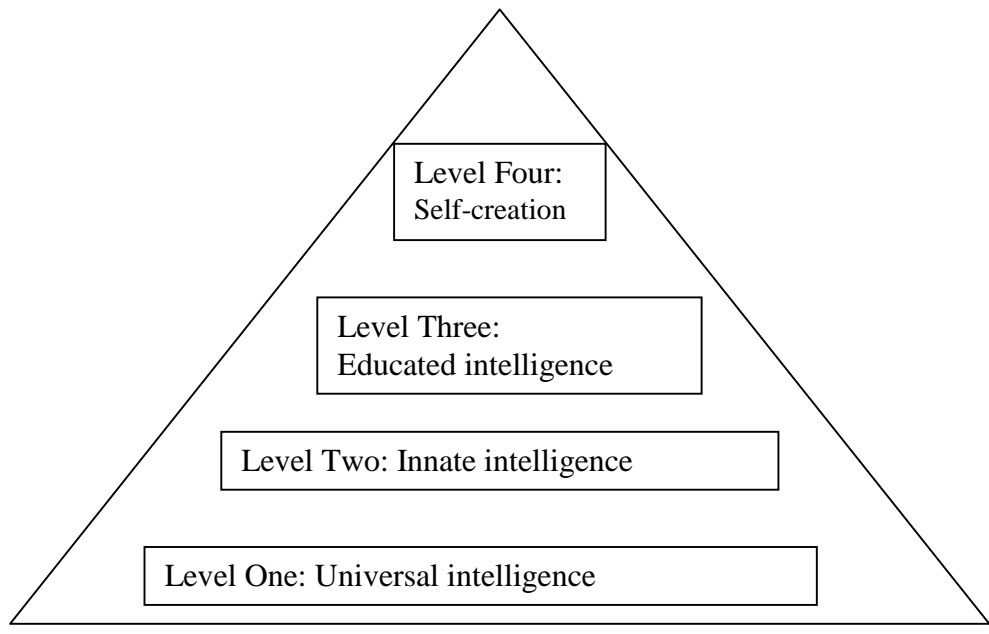 Level Four:
Self-creation
Level Three:
Educated intelligence
Level Two: Innate intelligence
Level One: Universal intelligence